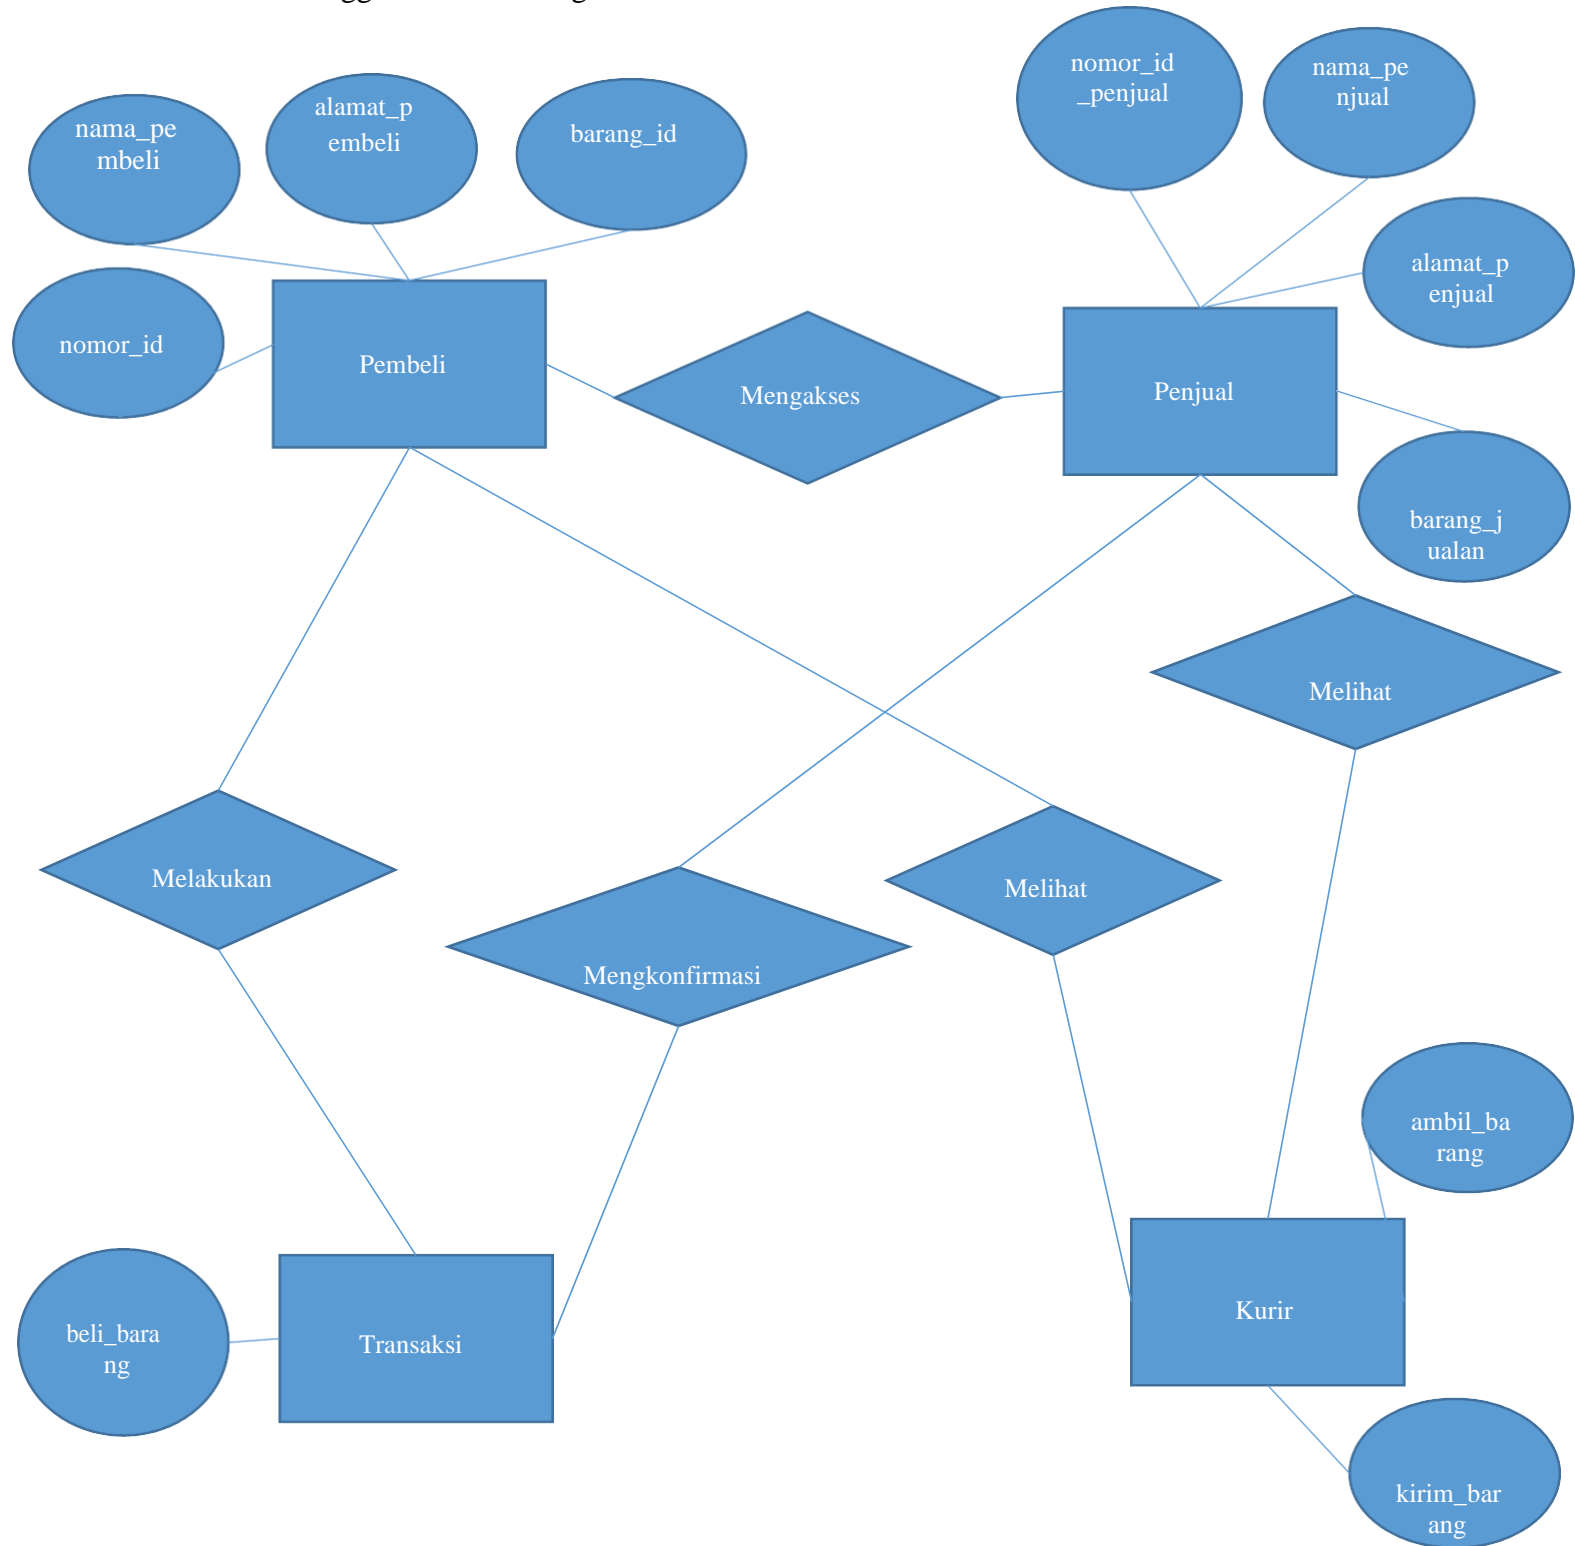 nomor_id
_penjual
nama_pe
njual
alamat_p
embeli
nama_pe
mbeli
barang_id
alamat_p
enjual
nomor_id
Pembeli
Mengakses
Penjual
barang_j
ualan
Melihat
Melakukan
Melihat
Mengkonfirmasi
ambil_ba
rang
beli_bara
ng
Transaksi
Kurir
kirim_bar
ang